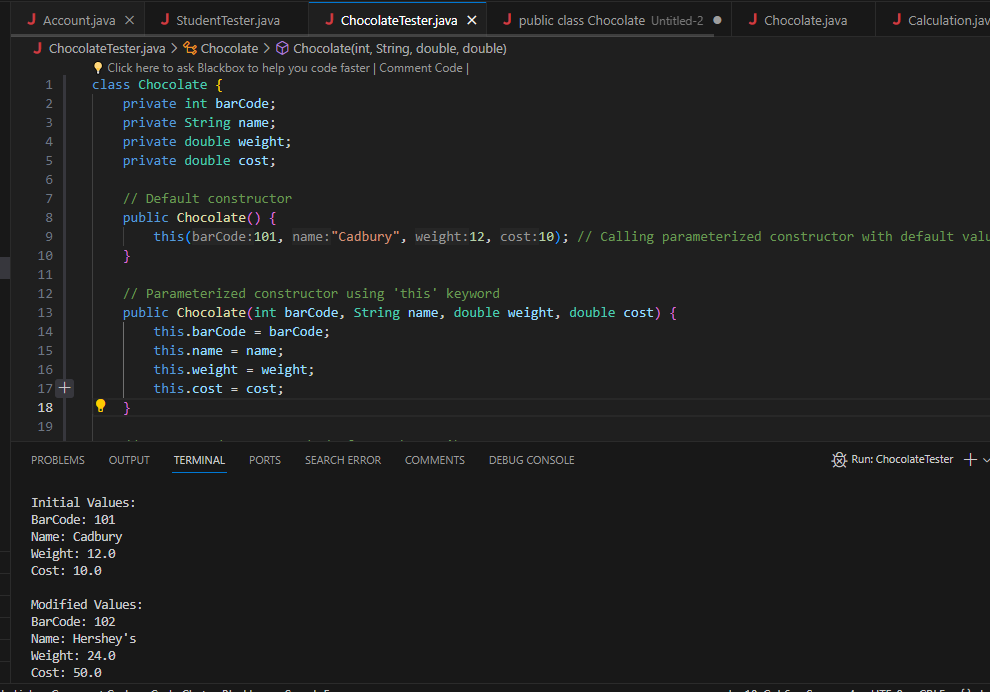 Account.java StudentTester.java ChocolateTester.java public class Chocolate Untitled-2 Chocolate.java
ChocolateTester.java > Chocolate > Chocolate(int, String, double, double)
Click here to ask Blackbox to help you code faster | Comment Code |
1 class Chocolate {
2 private int barCode;
3 private String name;
4 private double weight;
5 private double cost;
6
7 // Default constructor
8 public Chocolate() {
9 this(barCode:101, name:"Cadbury", weight:12, cost:10); // Calling parameterized constructor with default
10 }
11
12 // Parameterized constructor using 'this' keyword
13 public Chocolate(int barCode, String name, double weight, double cost) {
14 this.barCode = barCode;
15 this.name = name;
16 this.weight = weight;
17 this.cost = cost;
18 }
19
PROBLEMS OUTPUT TERMINAL PORTS SEARCH ERROR COMMENTS DEBUG CONSOLE Run: ChocolateTester
Initial Values:
BarCode: 101
Name: Cadbury
Weight: 12.0
Cost: 10.0
Modified Values:
BarCode: 102
Name: Hershey's
Weight: 24.0
Cost: 50.0